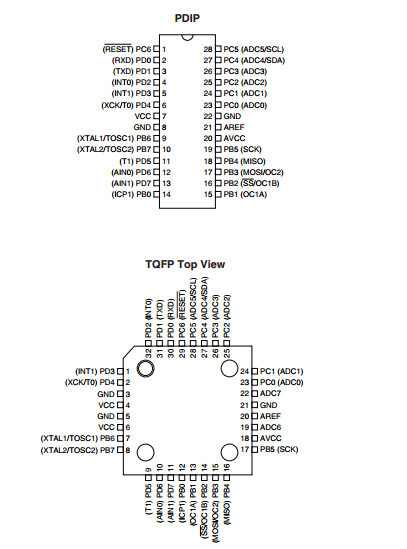 PDIP
(RESET) PC6 1 28 PC5 (ADC5/SCL)
(RXD) PD0 2 27 PC4 (ADC4/SDA)
(TXD) PD1 3 26 PC3 (ADC3)
(INT0) PD2 4 25 PC2 (ADC2)
(INT1) PD3 5 24 PC1 (ADC1)
(XCK/T0) PD4 6 23 PC0 (ADC0)
VCC 7 22 GND
GND 8 21 AREF
(XTAL1/TOSC1) PB6 9 20 AVCC
(XTAL2/TOSC2) PB7 10 19 PB5 (SCK)
(T1) PD5 11 18 PB4 (MISO)
(AIN0) PD6 12 17 PB3 (MOSI/OC2)
(AIN1) PD7 13 16 PB2 (SS/OC1B)
(ICP1) PB0 14 15 PB1 (OC1A)
TQFP Top View
PD2 (INT0)
PD1 (TXD)
PD0 (RXD)
PC6 (RESET)
PC5 (ADC5/SCL)
PC4 (ADC4/SDA)
PC3 (ADC3)
PC2 (ADC2)
32 31 30 29 28 27 26 25
(INT1) PD3 1 24 PC1 (ADC1)
(XCK/T0) PD4 2 23 PC0 (ADC0)
GND 3 22 ADC7
VCC 4 21 GND
GND 5 20 AREF
VCC 6 19 ADC6
(XTAL1/TOSC1) PB6 7 18 AVCC
(XTAL2/TOSC2) PB7 8 17 PB5 (SCK)
9 10 11 12 13 14 15 16
(T1) PD5
(AIN0) PD6
(AIN1) PD7
(ICP1) PB0
(OC1A) PB1
(SS/OC1B) PB2
(MOSI/OC2) PB3
(MISO) PB4